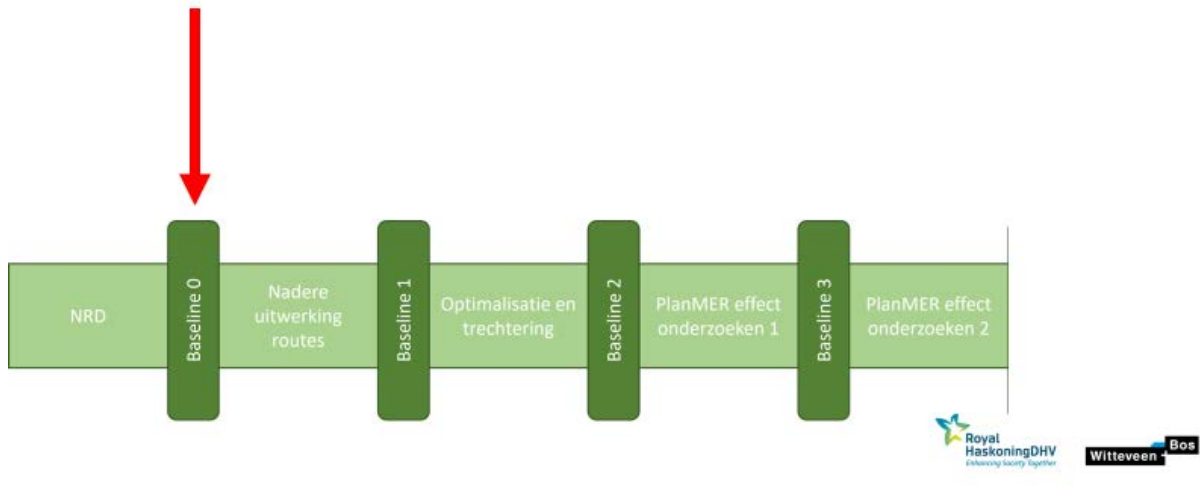 NRD
Baseline 0
Nadere
uitwerking
routes
Baseline 1
Optimalisatie en
trechtering
Baseline 2
PlanMER effect
onderzoeken 1
Baseline 3
PlanMER effect
onderzoeken 2
Royal
HaskoningDHV
Enhancing Society Together
Witteveen + Bos